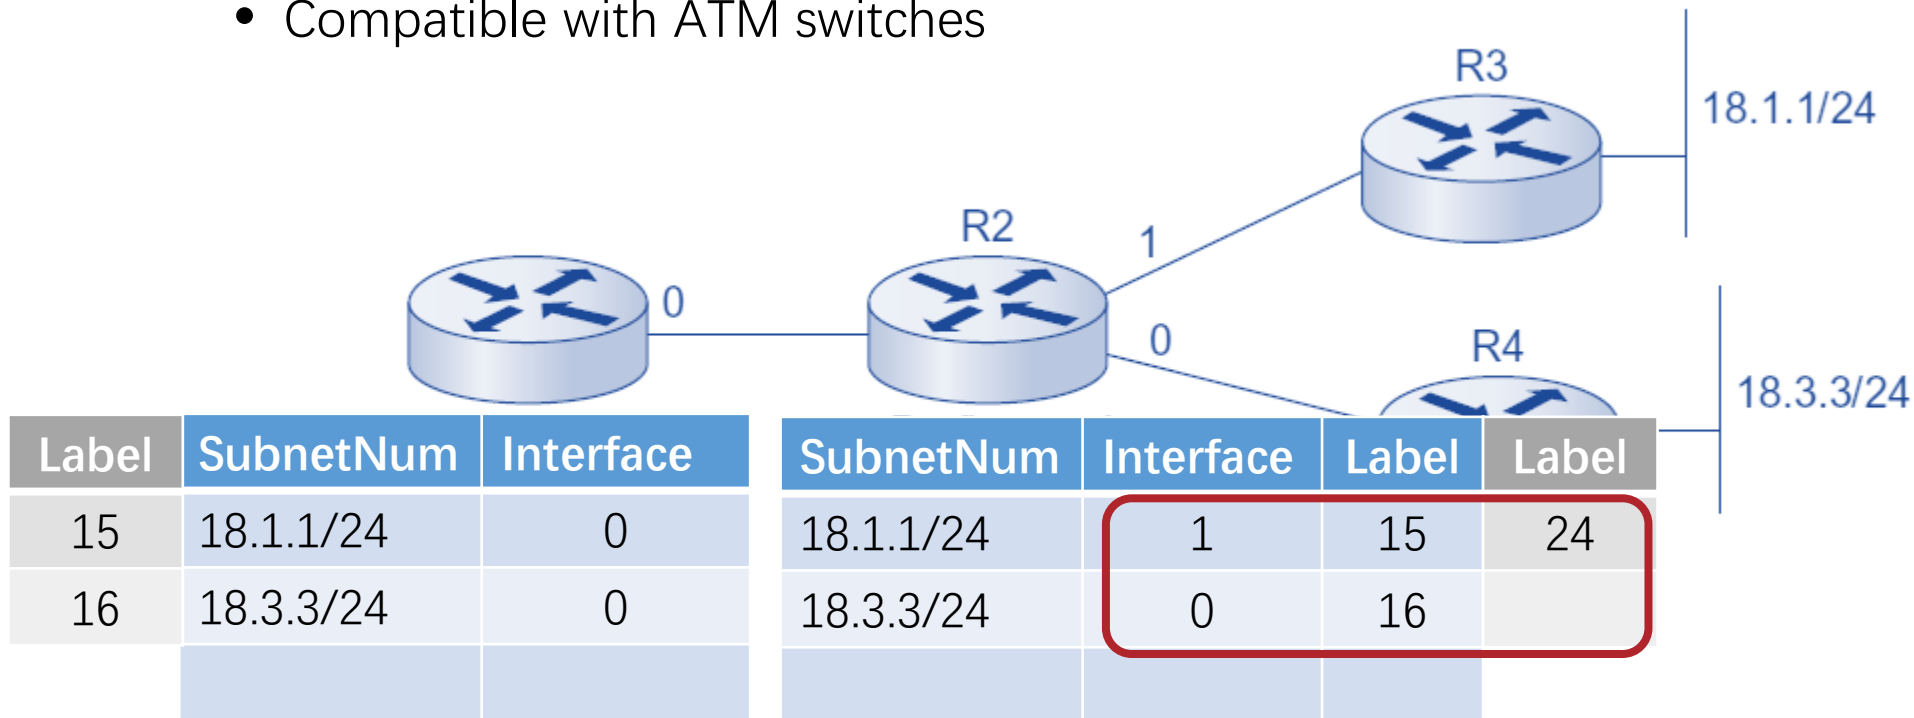 • Compatible with ATM switches
R3
18.1.1/24
R2
1
0
0
R4
18.3.3/24
Label SubnetNum Interface
15 18.1.1/24 0
16 18.3.3/24 0
SubnetNum Interface Label Label
18.1.1/24 1 15 24
18.3.3/24 0 16